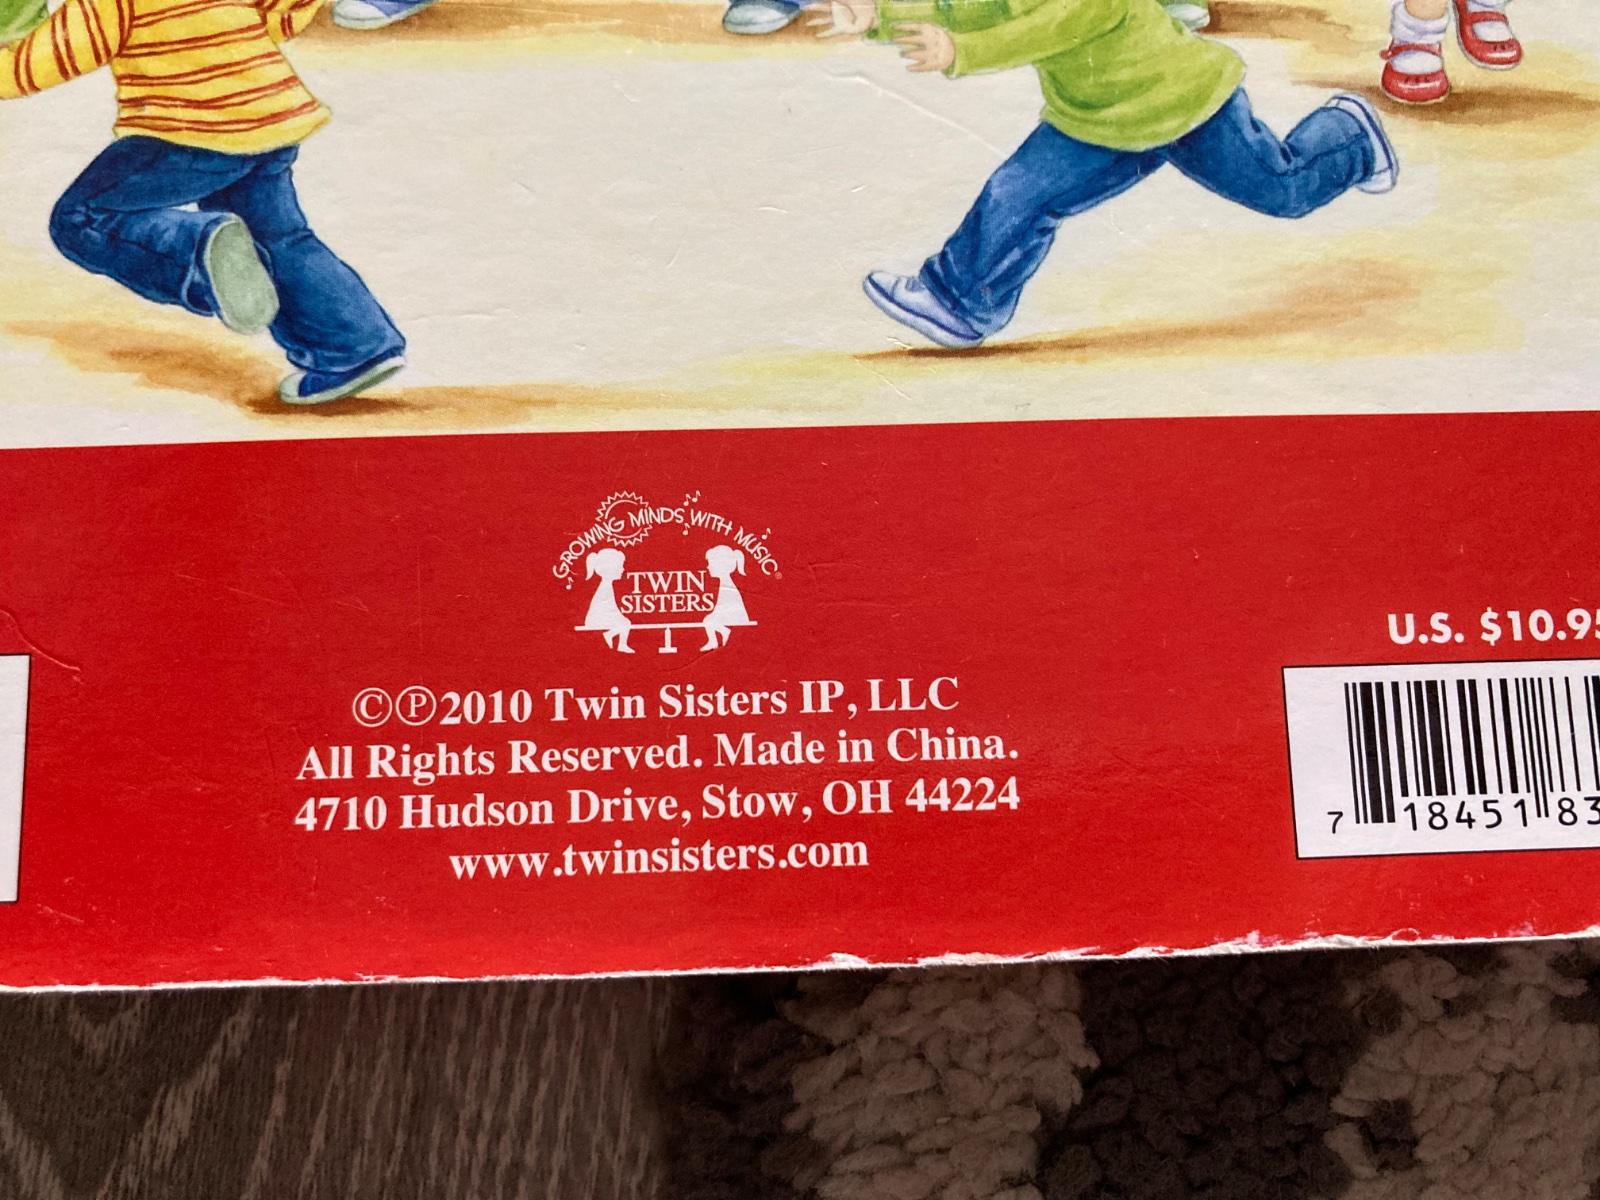 GROWING MINDS WITH MUSIC®
TWIN
SISTERS
©℗2010 Twin Sisters IP, LLC
All Rights Reserved. Made in China.
4710 Hudson Drive, Stow, OH 44224
www.twinsisters.com
U.S. $10.95
7 18451 83